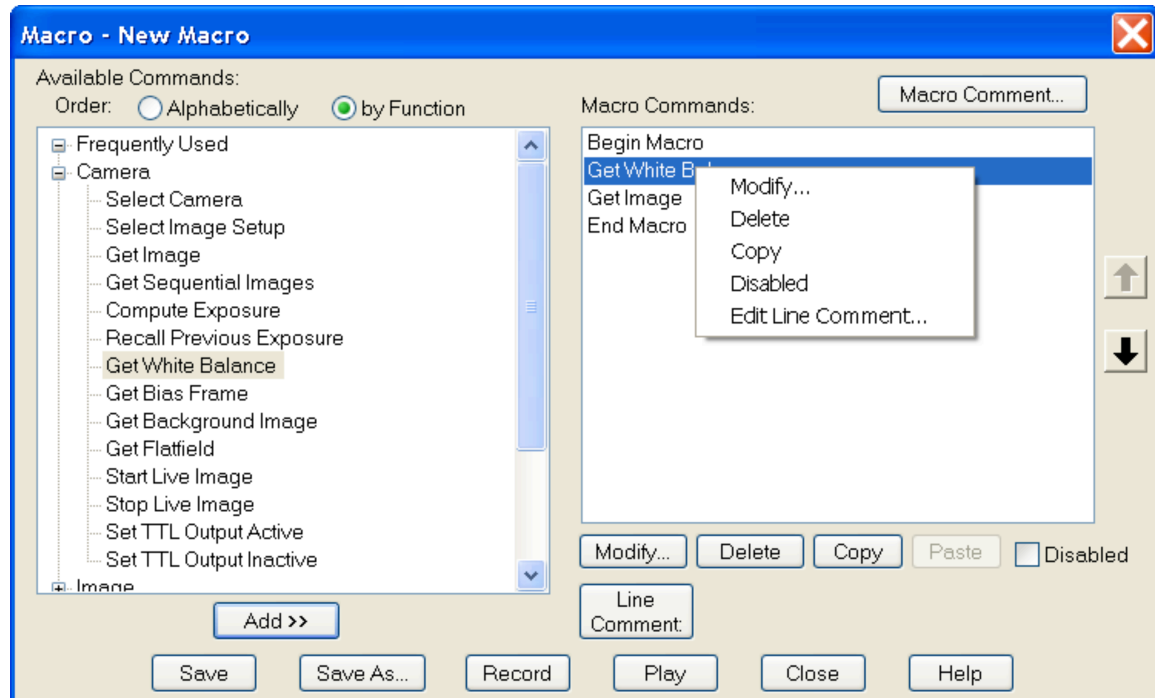 Macro - New Macro
Available Commands:
Order: Alphabetically by Function
Frequently Used
Camera
Select Camera
Select Image Setup
Get Image
Get Sequential Images
Compute Exposure
Recall Previous Exposure
Get White Balance
Get Bias Frame
Get Background Image
Get Flatfield
Start Live Image
Stop Live Image
Set TTL Output Active
Set TTL Output Inactive
Image
Add >>
Macro Commands:
Macro Comment...
Begin Macro
Get White
Get Image
End Macro
Modify...
Delete
Copy
Disabled
Edit Line Comment...
Modify... Delete Copy Paste Disabled
Line
Comment:
Save Save As... Record Play Close Help